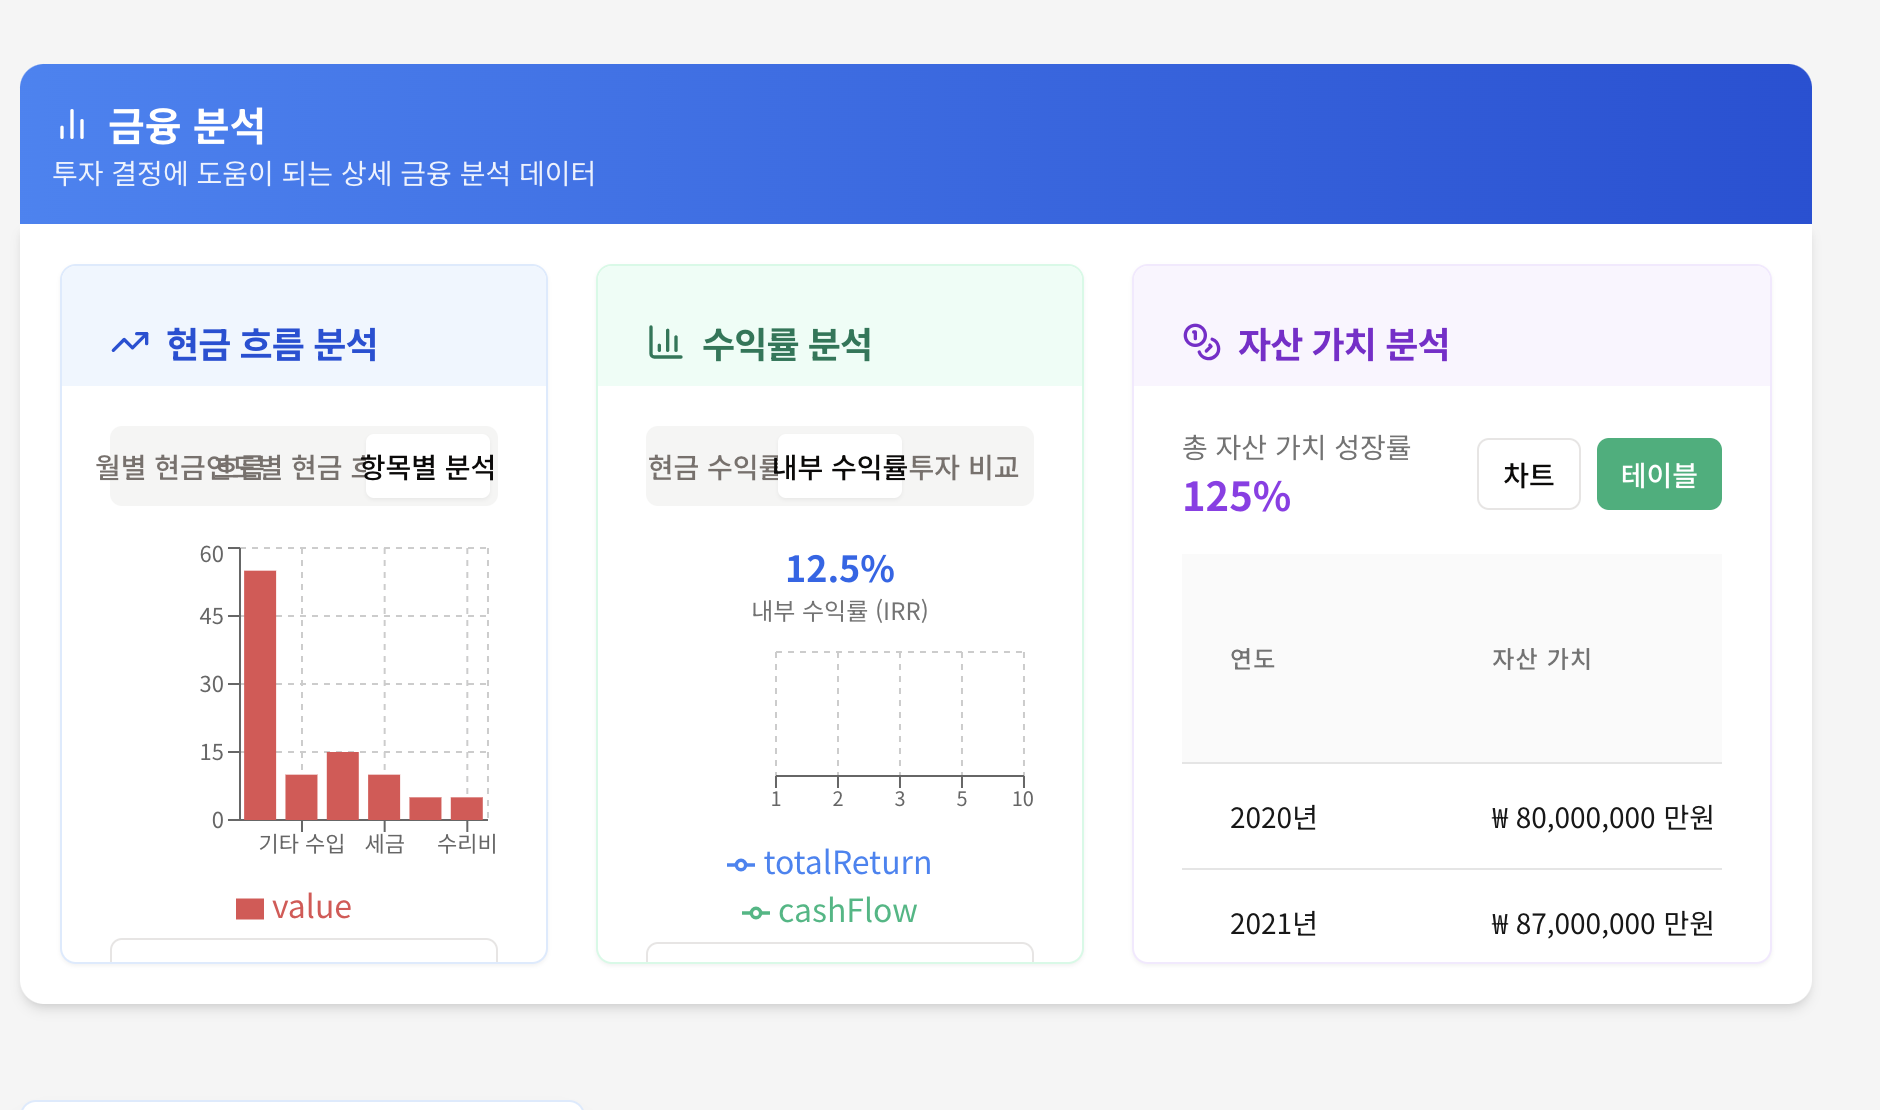 금융 분석
투자 결정에 도움이 되는 상세 금융 분석 데이터
현금 흐름 분석
월별 현금
별 현금
항목별 분석
60
45
30
15
0
기타 수입 세금 수리비
value
수익률 분석
현금 수익률 내부 수익률 투자 비교
12.5%
내부 수익률 (IRR)
1 2 3 5 10
totalReturn
cashFlow
자산 가치 분석
총 자산 가치 성장률
125%
차트 테이블
연도 자산 가치
2020년 ₩ 80,000,000 만원
2021년 ₩ 87,000,000 만원